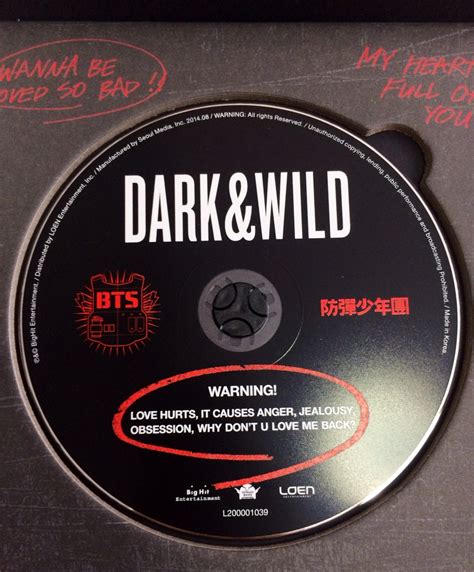 WANNA BE
OVED SO BAD!!
MY HEART
FULL O
YOU
℗&© BigHit Entertainment. / Distributed by LOEN Entertainment, Inc. / Manufactured by Seoul Media, Inc. 2014.08 / WARNING: All rights Reserved. / Unauthorized copying, lending, public performance and broadcasting Prohibited. / Made in Korea.
DARK&WILD
BTS
防彈少年團
WARNING!
LOVE HURTS, IT CAUSES ANGER, JEALOUSY,
OBSESSION, WHY DON'T U LOVE ME BACK?
Big Hit
Entertainment
LOEN
ENTERTAINMENT
L200001039